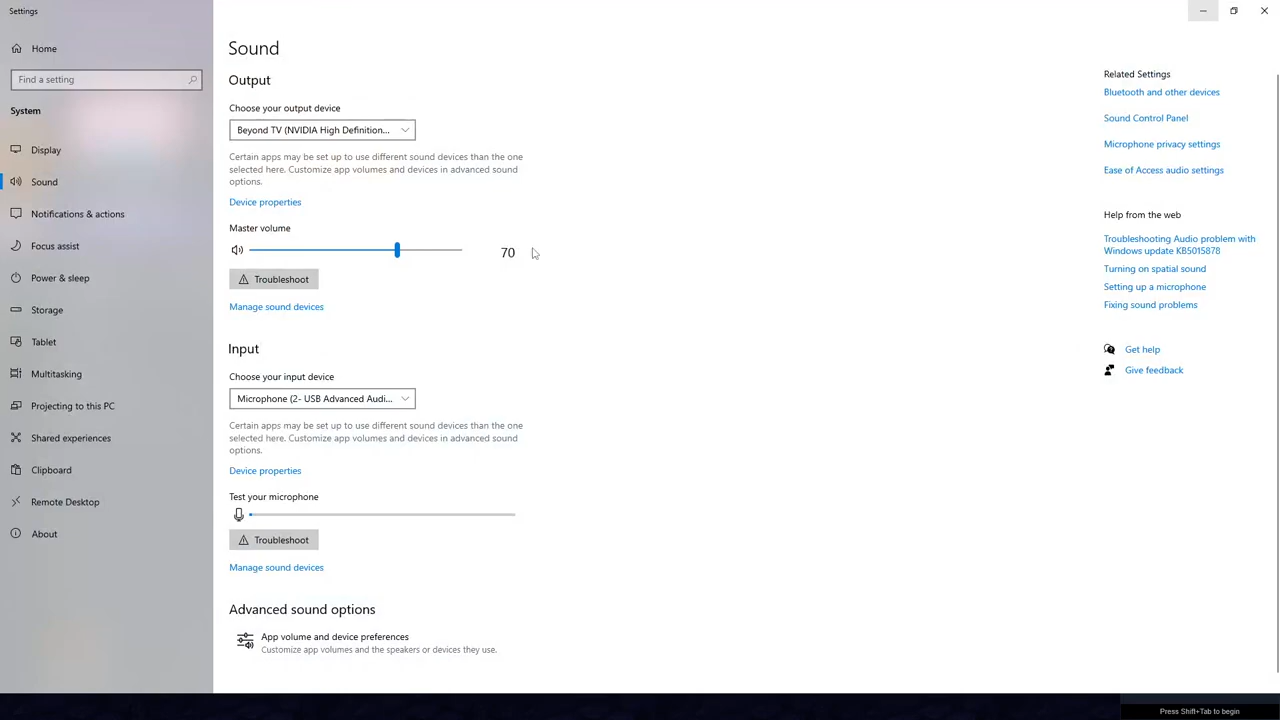 Settings
Home
Find a setting
System
Display
Sound
Notifications & actions
Focus assist
Power & sleep
Storage
Tablet
Multitasking
Projecting to this PC
Shared experiences
Clipboard
Remote Desktop
About
Sound
Output
Choose your output device
Beyond TV (NVIDIA High Definition...
Certain apps may be set up to use different sound devices than the one
selected here. Customize app volumes and devices in advanced sound
options.
Device properties
Master volume
70
Troubleshoot
Manage sound devices
Input
Choose your input device
Microphone (2- USB Advanced Audi...
Certain apps may be set up to use different sound devices than the one
selected here. Customize app volumes and devices in advanced sound
options.
Device properties
Test your microphone
Troubleshoot
Manage sound devices
Advanced sound options
App volume and device preferences
Customize app volumes and the speakers or devices they use.
Related Settings
Bluetooth and other devices
Sound Control Panel
Microphone privacy settings
Ease of Access audio settings
Help from the web
Troubleshooting Audio problem with
Windows update KB5015878
Turning on spatial sound
Setting up a microphone
Fixing sound problems
Get help
Give feedback
Press Shift+Tab to begin